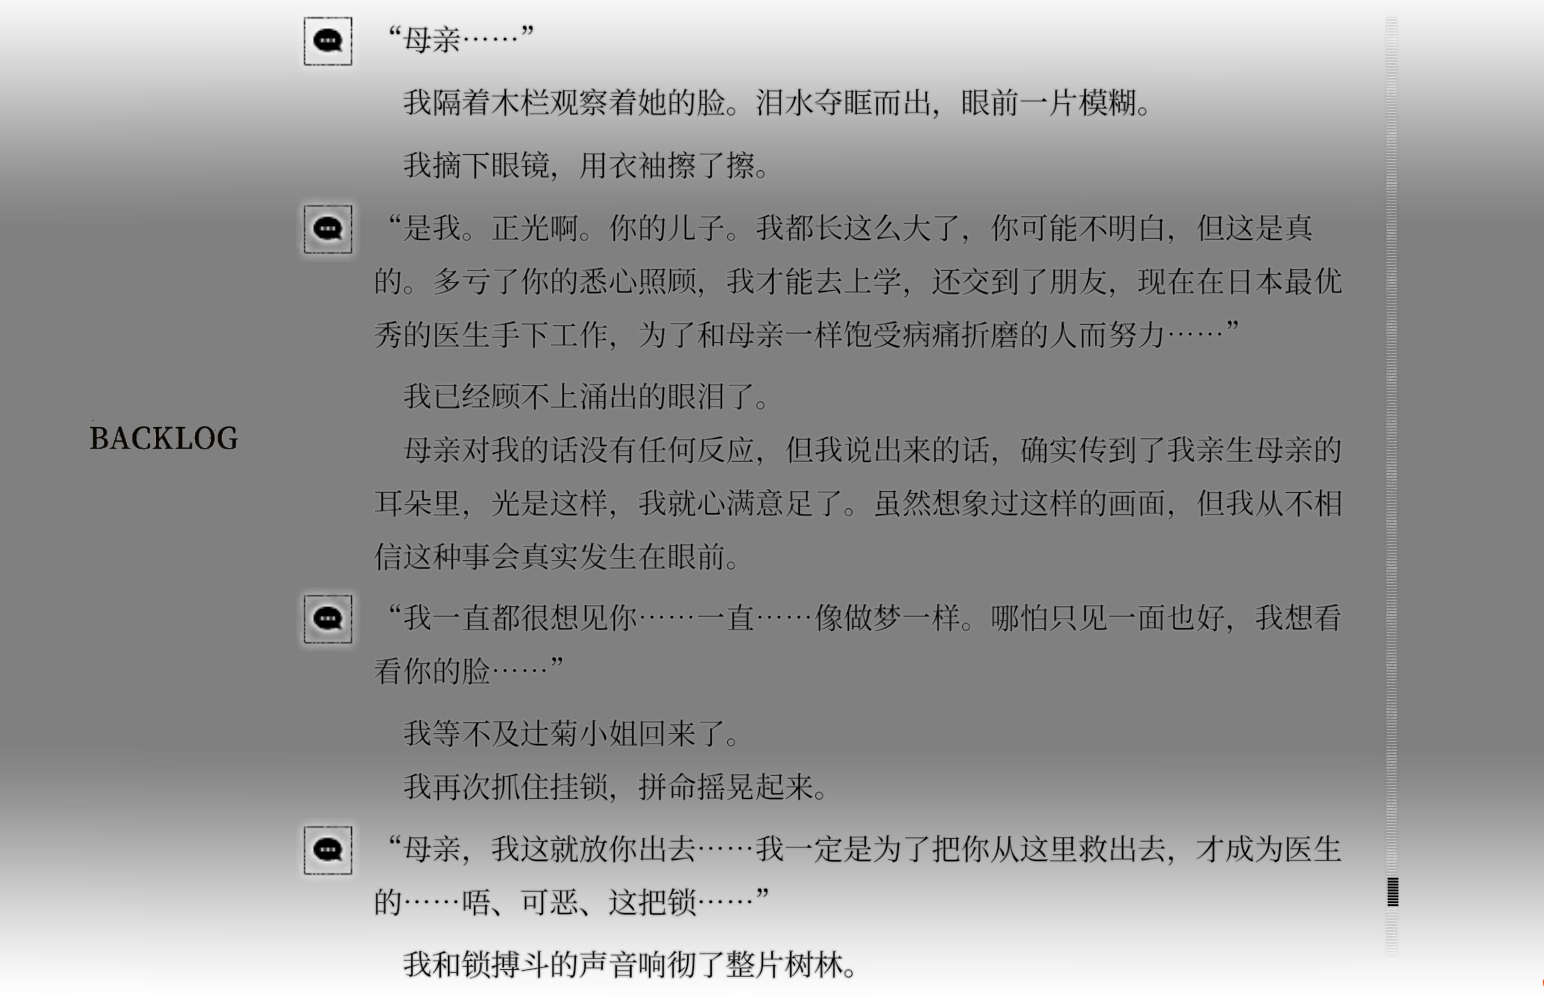 “母亲……”
我隔着木栏观察着她的脸。泪水夺眶而出，眼前一片模糊。
我摘下眼镜，用衣袖擦了擦。
“是我。正光啊。你的儿子。我都长这么大了，你可能不明白，但这是真
的。多亏了你的悉心照顾，我才能去上学，还交到了朋友，现在在日本最优
秀的医生手下工作，为了和母亲一样饱受病痛折磨的人而努力……”
我已经顾不上涌出的眼泪了。
BACKLOG
母亲对我的话没有任何反应，但我说出来的话，确实传到了我亲生母亲的
耳朵里，光是这样，我就心满意足了。虽然想象过这样的画面，但我从不相
信这种事会真实发生在眼前。
“我一直都很想见你……一直……像做梦一样。哪怕只见一面也好，我想看
看你的脸……”
我等不及辻菊小姐回来了。
我再次抓住挂锁，拼命摇晃起来。
“母亲，我这就放你出去……我一定是为了把你从这里救出去，才成为医生
的……唔、可恶、这把锁……”
我和锁搏斗的声音响彻了整片树林。